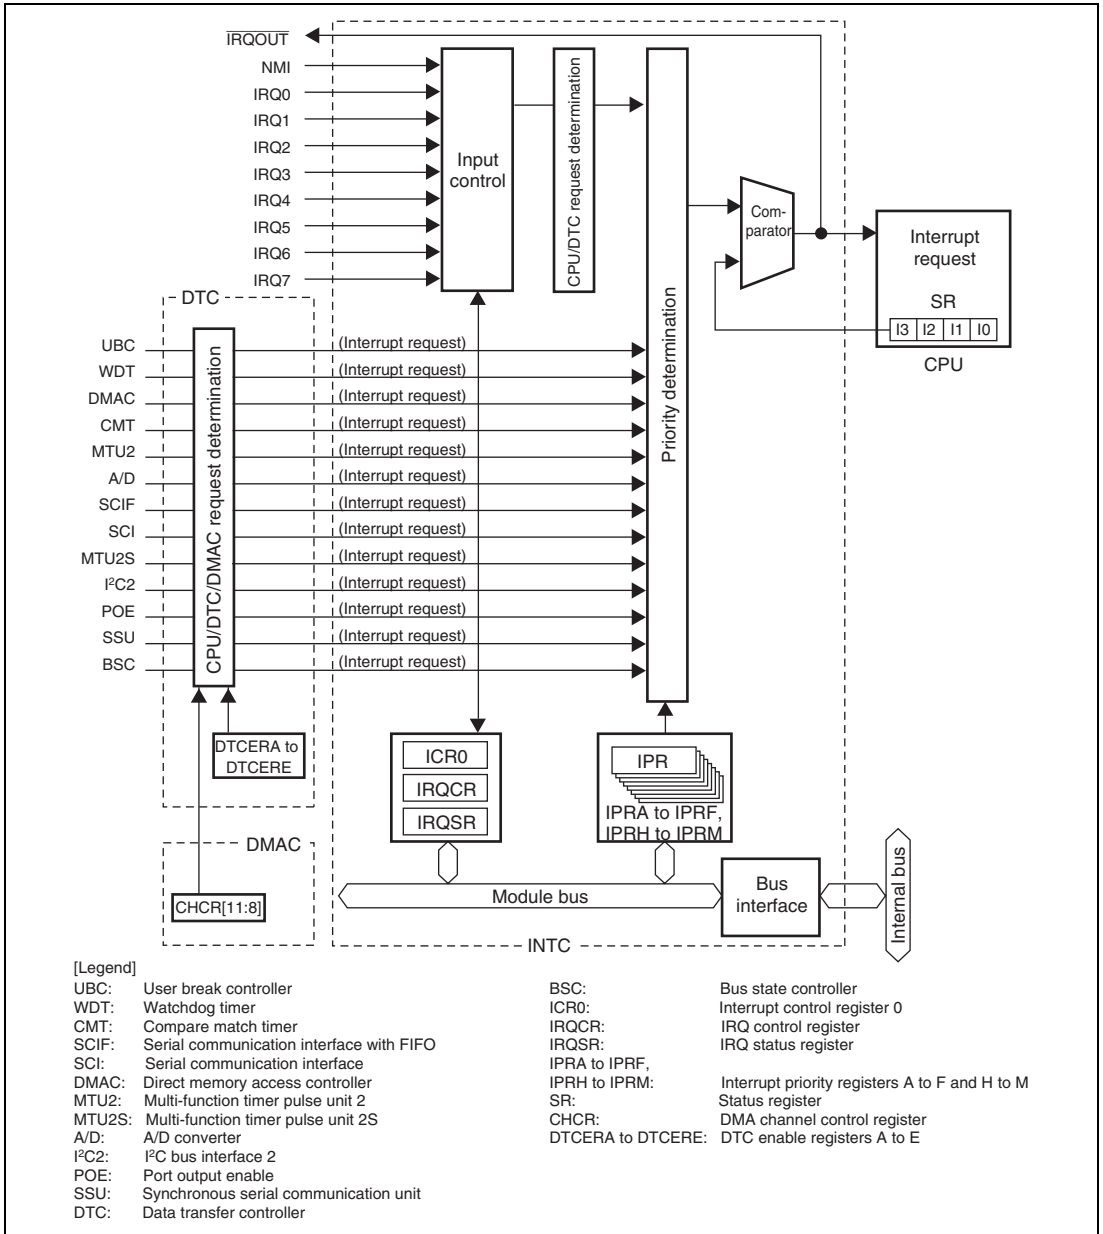 IRQOUT
NMI
IRQ0
IRQ1
IRQ2
IRQ3
IRQ4
IRQ5
IRQ6
IRQ7
Input
control
CPU/DTC request determination
Priority determination
Com-
parator
Interrupt
request
SR
I3 I2 I1 I0
CPU
DTC
CPU/DTC/DMAC request determination
UBC (Interrupt request)
WDT (Interrupt request)
DMAC (Interrupt request)
CMT (Interrupt request)
MTU2 (Interrupt request)
A/D (Interrupt request)
SCIF (Interrupt request)
SCI (Interrupt request)
MTU2S (Interrupt request)
I²C2 (Interrupt request)
POE (Interrupt request)
SSU (Interrupt request)
BSC (Interrupt request)
DTCERA to
DTCERE
ICR0
IRQCR
IRQSR
IPR
IPRA to IPRF,
IPRH to IPRM
DMAC
CHCR[11:8]
Module bus
Bus
interface
Internal bus
INTC
[Legend]
UBC: User break controller
WDT: Watchdog timer
CMT: Compare match timer
SCIF: Serial communication interface with FIFO
SCI: Serial communication interface
DMAC: Direct memory access controller
MTU2: Multi-function timer pulse unit 2
MTU2S: Multi-function timer pulse unit 2S
A/D: A/D converter
I²C2: I²C bus interface 2
POE: Port output enable
SSU: Synchronous serial communication unit
DTC: Data transfer controller
BSC: Bus state controller
ICR0: Interrupt control register 0
IRQCR: IRQ control register
IRQSR: IRQ status register
IPRA to IPRF,
IPRH to IPRM: Interrupt priority registers A to F and H to M
SR: Status register
CHCR: DMA channel control register
DTCERA to DTCERE: DTC enable registers A to E